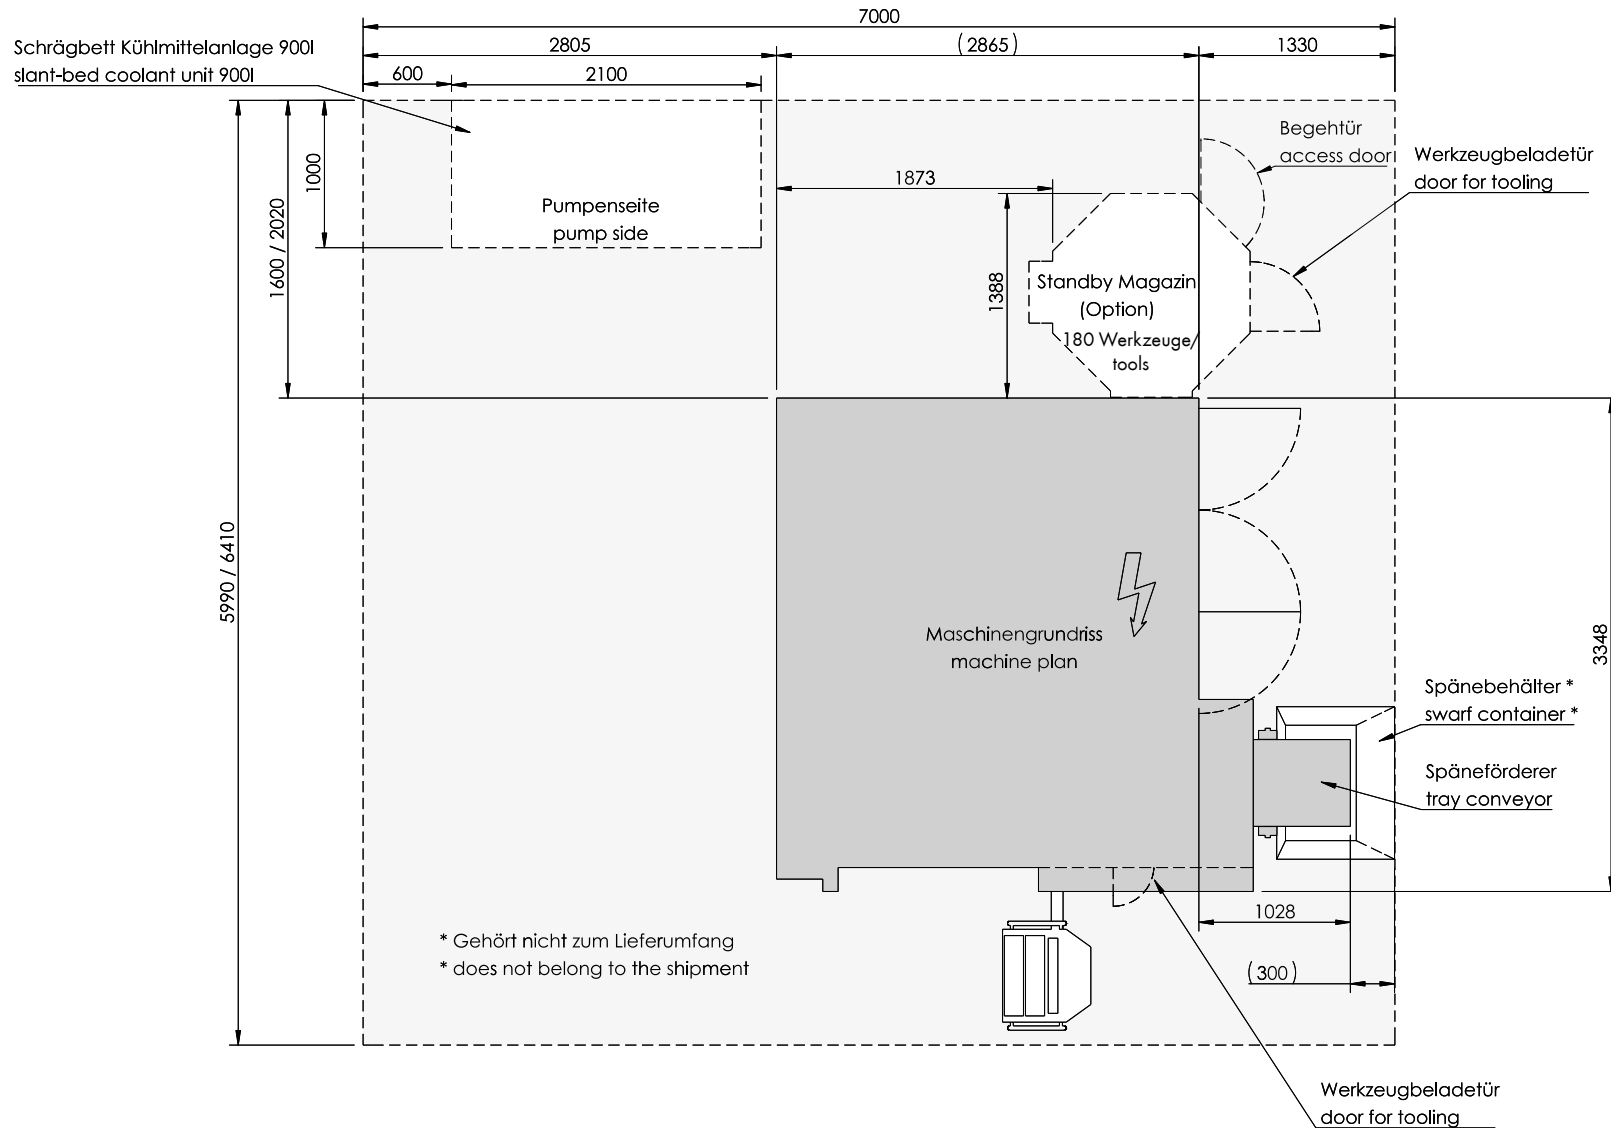 7000
Schrägbett Kühlmittelanlage 900l
slant-bed coolant unit 900l
2805
(2865)
1330
600
2100
Begehtür
access door
Werkzeugbeladetür
door for tooling
1000
1600 / 2020
1873
Pumpenseite
pump side
1388
Standby Magazin
(Option)
180 Werkzeuge/
tools
5990 / 6410
Maschinengrundriss
machine plan
3348
Spänebehälter *
swarf container *
Späneförderer
tray conveyor
1028
(300)
* Gehört nicht zum Lieferumfang
* does not belong to the shipment
Werkzeugbeladetür
door for tooling